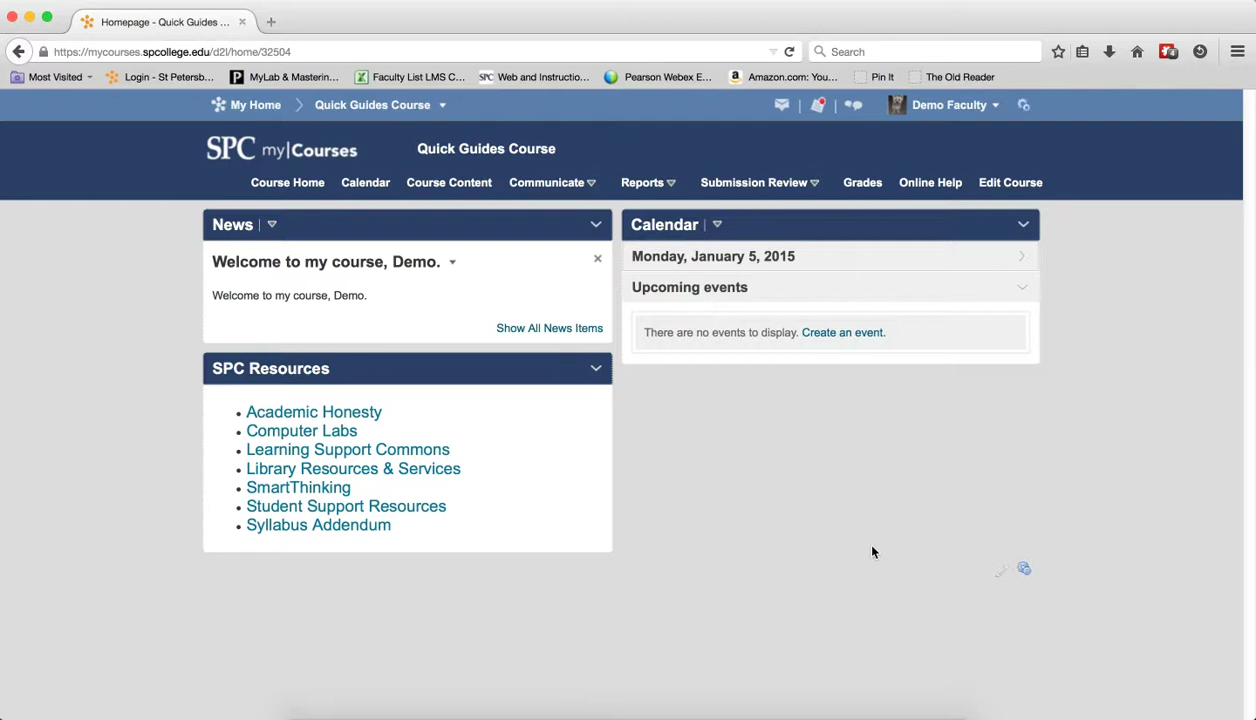 Homepage - Quick Guides ...
https://mycourses.spcollege.edu/d2l/home/32504
Search
Most Visited
Login - St Petersb...
MyLab & Masterin...
Faculty List LMS C...
SPC Web and Instructio...
Pearson Webex E...
Amazon.com: You...
Pin It
The Old Reader
My Home
Quick Guides Course
Demo Faculty
SPC my|Courses
Quick Guides Course
Course Home
Calendar
Course Content
Communicate
Reports
Submission Review
Grades
Online Help
Edit Course
News
Welcome to my course, Demo.
Welcome to my course, Demo.
Show All News Items
SPC Resources
Academic Honesty
Computer Labs
Learning Support Commons
Library Resources & Services
SmartThinking
Student Support Resources
Syllabus Addendum
Calendar
Monday, January 5, 2015
Upcoming events
There are no events to display. Create an event.